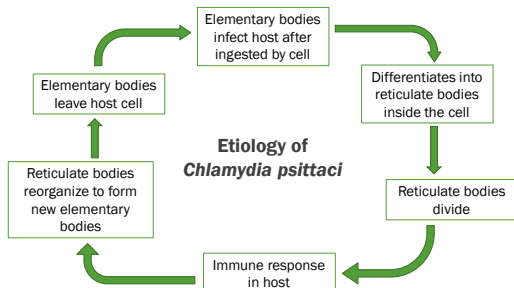 Elementary bodies
infect host after
ingested by cell
Differentiates into
reticulate bodies
inside the cell
Reticulate bodies
divide
Immune response
in host
Reticulate bodies
reorganize to form
new elementary
bodies
Elementary bodies
leave host cell
Etiology of
Chlamydia psittaci